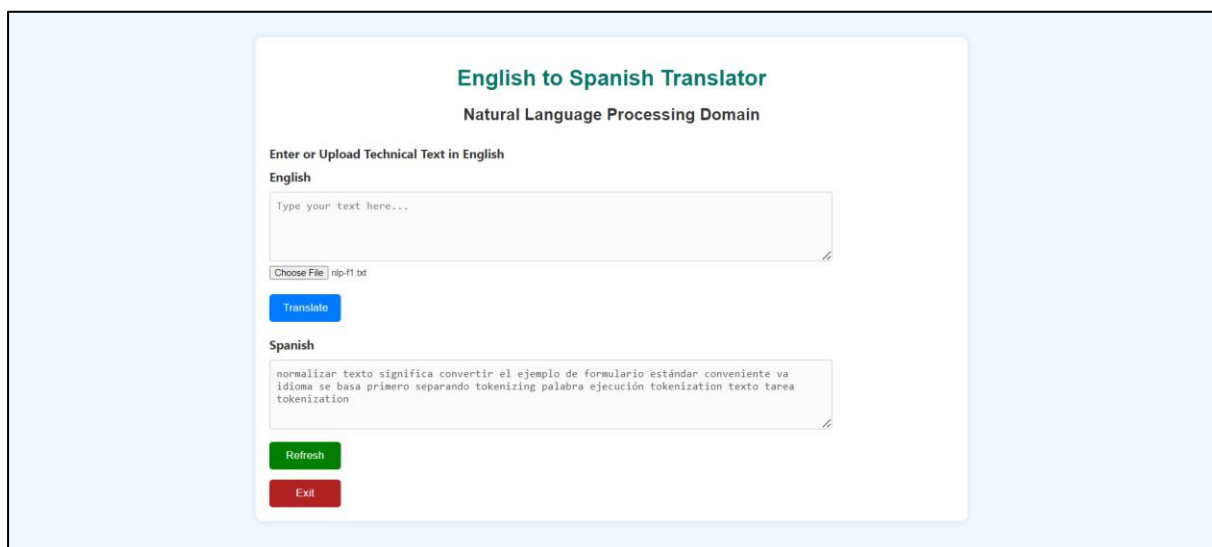 English to Spanish Translator
Natural Language Processing Domain
Enter or Upload Technical Text in English
English
Type your text here...
Choose File nlp-f1.txt
Translate
Spanish
normalizar texto significa convertir el ejemplo de formulario estándar conveniente va
idioma se basa primero separando tokenizing palabra ejecución tokenization texto tarea
tokenization
Refresh
Exit